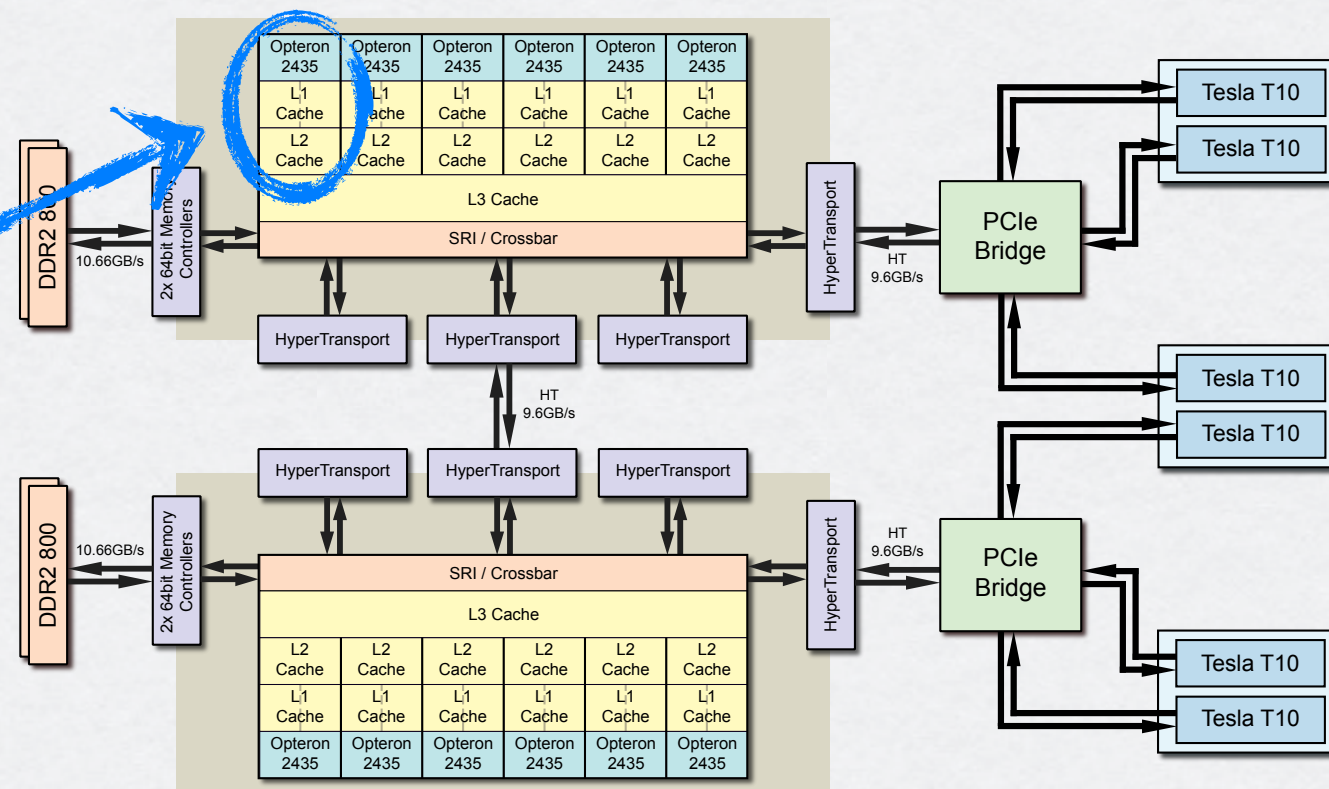 Opteron
2435
Opteron
2435
Opteron
2435
Opteron
2435
Opteron
2435
Opteron
2435
L1
Cache
L1
Cache
L1
Cache
L1
Cache
L1
Cache
L1
Cache
L2
Cache
L2
Cache
L2
Cache
L2
Cache
L2
Cache
L2
Cache
L3 Cache
SRI / Crossbar
DDR2 800
10.66GB/s
2x 64bit Memory
Controllers
HyperTransport
HT
9.6GB/s
PCIe
Bridge
Tesla T10
Tesla T10
HyperTransport
HyperTransport
HyperTransport
HT
9.6GB/s
Tesla T10
Tesla T10
HyperTransport
HyperTransport
HyperTransport
DDR2 800
10.66GB/s
2x 64bit Memory
Controllers
SRI / Crossbar
L3 Cache
HyperTransport
HT
9.6GB/s
PCIe
Bridge
L2
Cache
L2
Cache
L2
Cache
L2
Cache
L2
Cache
L2
Cache
L1
Cache
L1
Cache
L1
Cache
L1
Cache
L1
Cache
L1
Cache
Opteron
2435
Opteron
2435
Opteron
2435
Opteron
2435
Opteron
2435
Opteron
2435
Tesla T10
Tesla T10